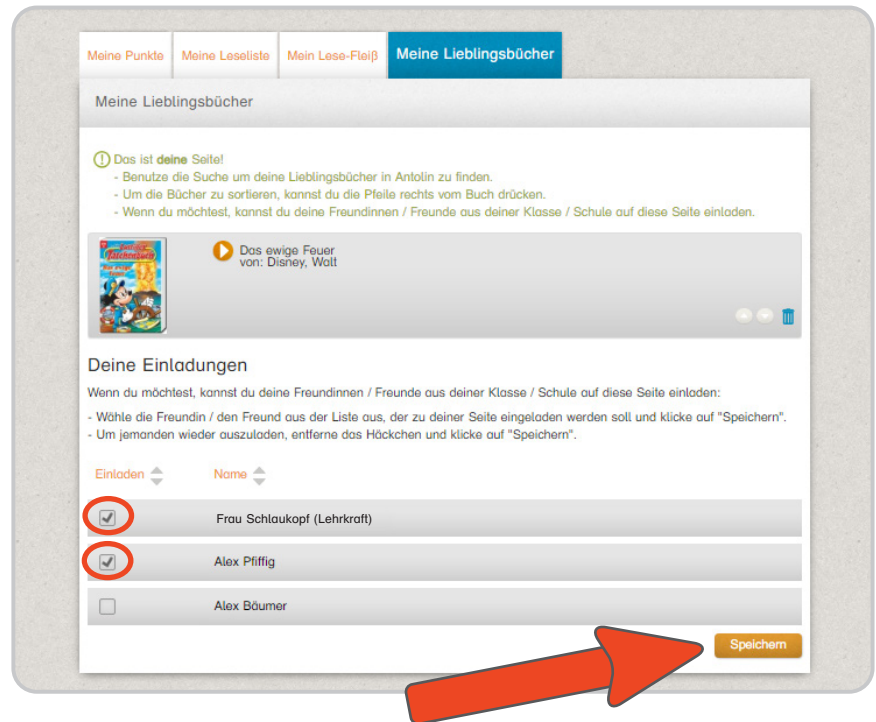 Meine Punkte
Meine Leseliste
Mein Lese-Fleiß
Meine Lieblingsbücher
Meine Lieblingsbücher
Das ist deine Seite!
- Benutze die Suche um deine Lieblingsbücher in Antolin zu finden.
- Um die Bücher zu sortieren, kannst du die Pfeile rechts vom Buch drücken.
- Wenn du möchtest, kannst du deine Freundinnen / Freunde aus deiner Klasse / Schule auf diese Seite einladen.
Taschenbuch
Das ewige Feuer
von: Disney, Walt
Deine Einladungen
Wenn du möchtest, kannst du deine Freundinnen / Freunde aus deiner Klasse / Schule auf diese Seite einladen:
- Wähle die Freundin / den Freund aus der Liste aus, der zu deiner Seite eingeladen werden soll und klicke auf "Speichern".
- Um jemanden wieder auszuladen, entferne das Häckchen und klicke auf "Speichern".
Einladen
Name
Frau Schlaukopf (Lehrkraft)
Alex Pfiffig
Alex Bäumer
Speichern